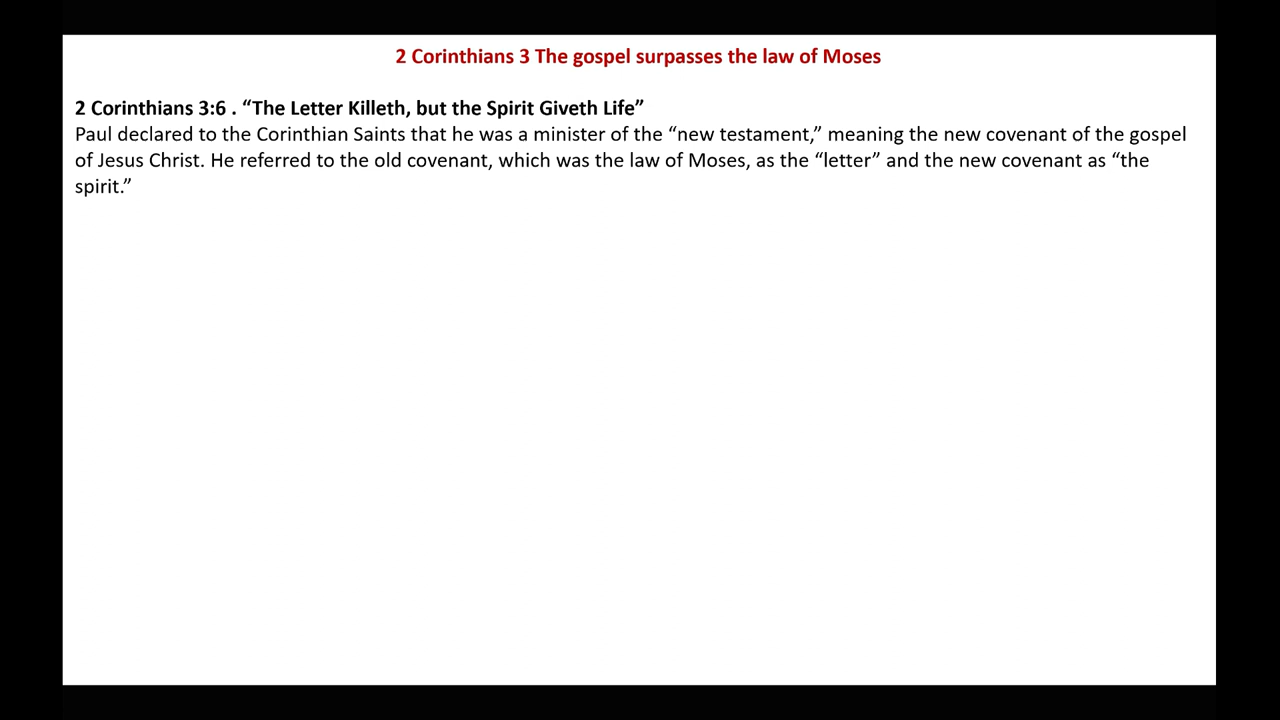 2 Corinthians 3 The gospel surpasses the law of Moses
2 Corinthians 3:6 . “The Letter Killeth, but the Spirit Giveth Life”
Paul declared to the Corinthian Saints that he was a minister of the “new testament,” meaning the new covenant of the gospel
of Jesus Christ. He referred to the old covenant, which was the law of Moses, as the “letter” and the new covenant as “the
spirit.”